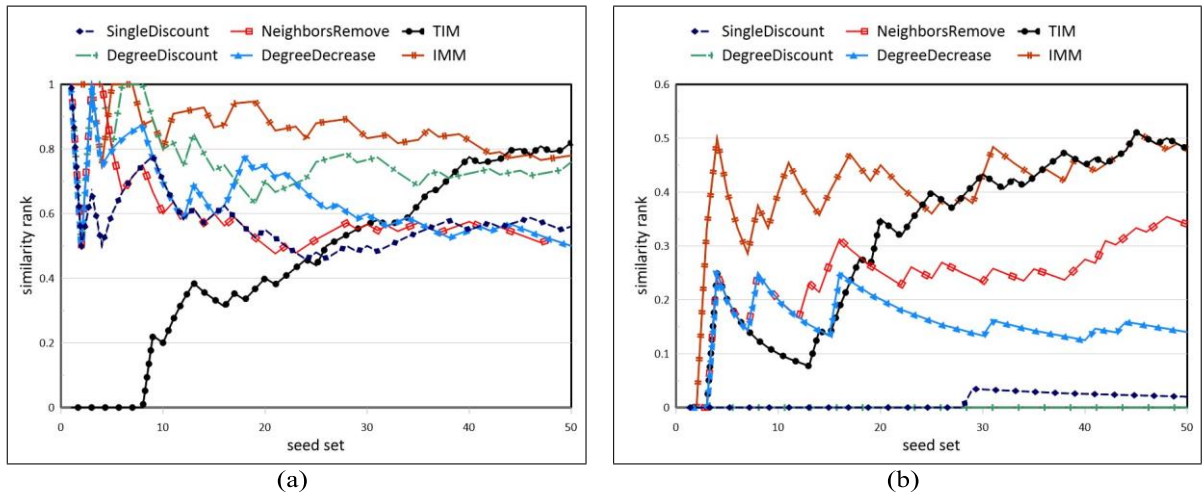 SingleDiscount NeighborsRemove TIM
DegreeDiscount DegreeDecrease IMM
1
0.8
0.6
0.4
0.2
0
similarity rank
0 10 20 30 40 50
seed set
(a)
SingleDiscount NeighborsRemove TIM
DegreeDiscount DegreeDecrease IMM
0.6
0.5
0.4
0.3
0.2
0.1
0
similarity rank
0 10 20 30 40 50
seed set
(b)